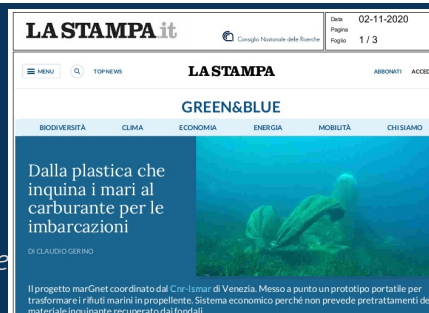 LA STAMPA.it
Consiglio Nazionale delle Ricerche
Data 02-11-2020
Pagina
Foglio 1 / 3
MENU
TOPNEWS
LA STAMPA
ABBONATI
GREEN&BLUE
BIODIVERSITÀ CLIMA ECONOMIA ENERGIA MOBILITÀ CHI SIAMO
Dalla plastica che
inquina i mari al
carburante per le
imbarcazioni
DI CLAUDIO GERINO
Il progetto marGnet coordinato dal Cnr-Ismar di Venezia. Messo a punto un prototipo portatile per
trasformare i rifiuti marini in propellente. Sistema economico perché non prevede pretrattamenti
materiale inquinante recuperato dai fondali